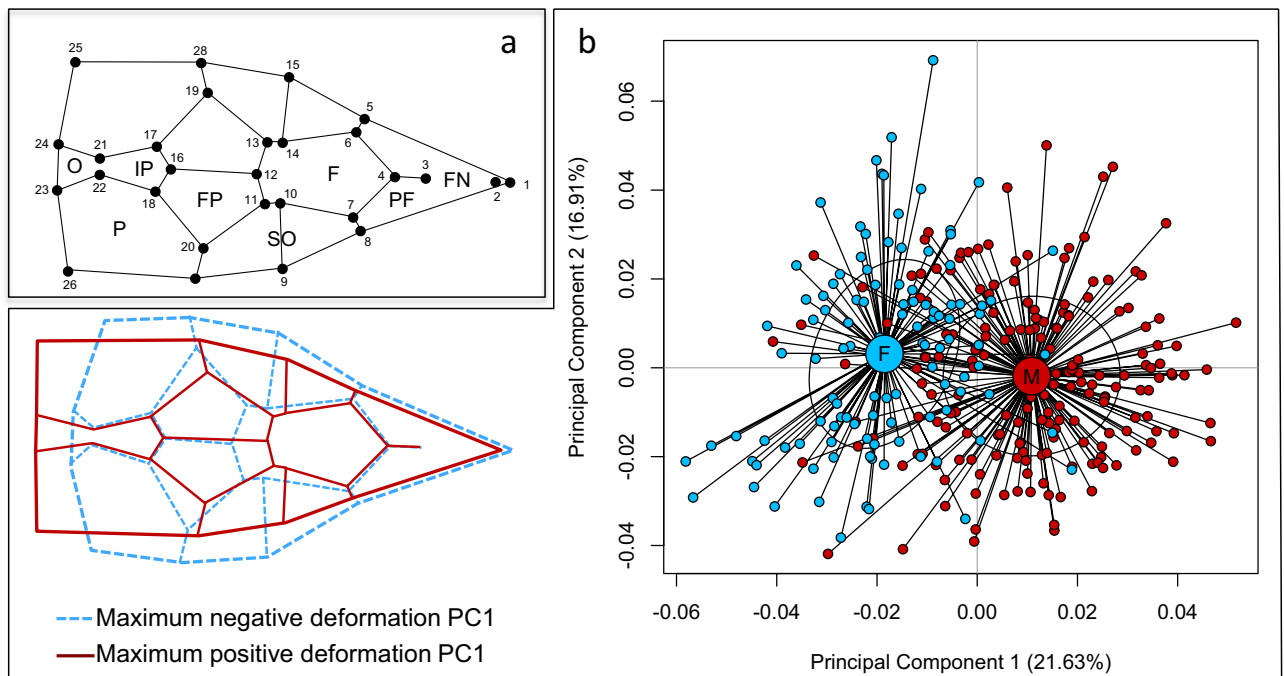 a
25
28
15
19
5
24
21
17
13
14
6
O
IP
16
F
3
4
FN
1
2
23
22
12
PF
18
FP
11
10
7
P
SO
8
20
9
26
Maximum negative deformation PC1
Maximum positive deformation PC1
b
Principal Component 2 (16.91%)
0.06
0.04
0.02
0.00
-0.02
-0.04
F
M
-0.06 -0.04 -0.02 0.00 0.02 0.04
Principal Component 1 (21.63%)